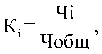 Kᵢ = Чi / Чобщ,